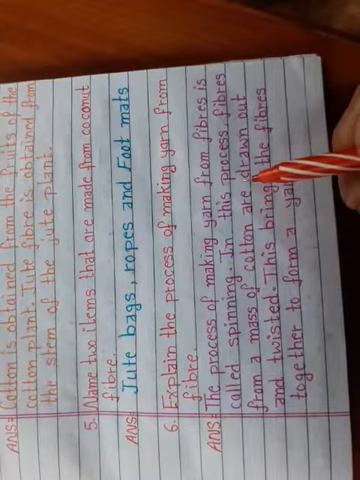 Ans= Cotton is obtained from the fruits of the
cotton plant. Jute fibre is obtained from
the stem of the jute plant.
5. Name two items that are made from coconut
fibre.
Ans= Jute bags, ropes and Foot mats
6. Explain the process of making yarn from
fibre.
Ans= The process of making yarn from fibres is
called spinning. In this process, fibres
from a mass of cotton are drawn out
and twisted. This brings the fibres
together to form a